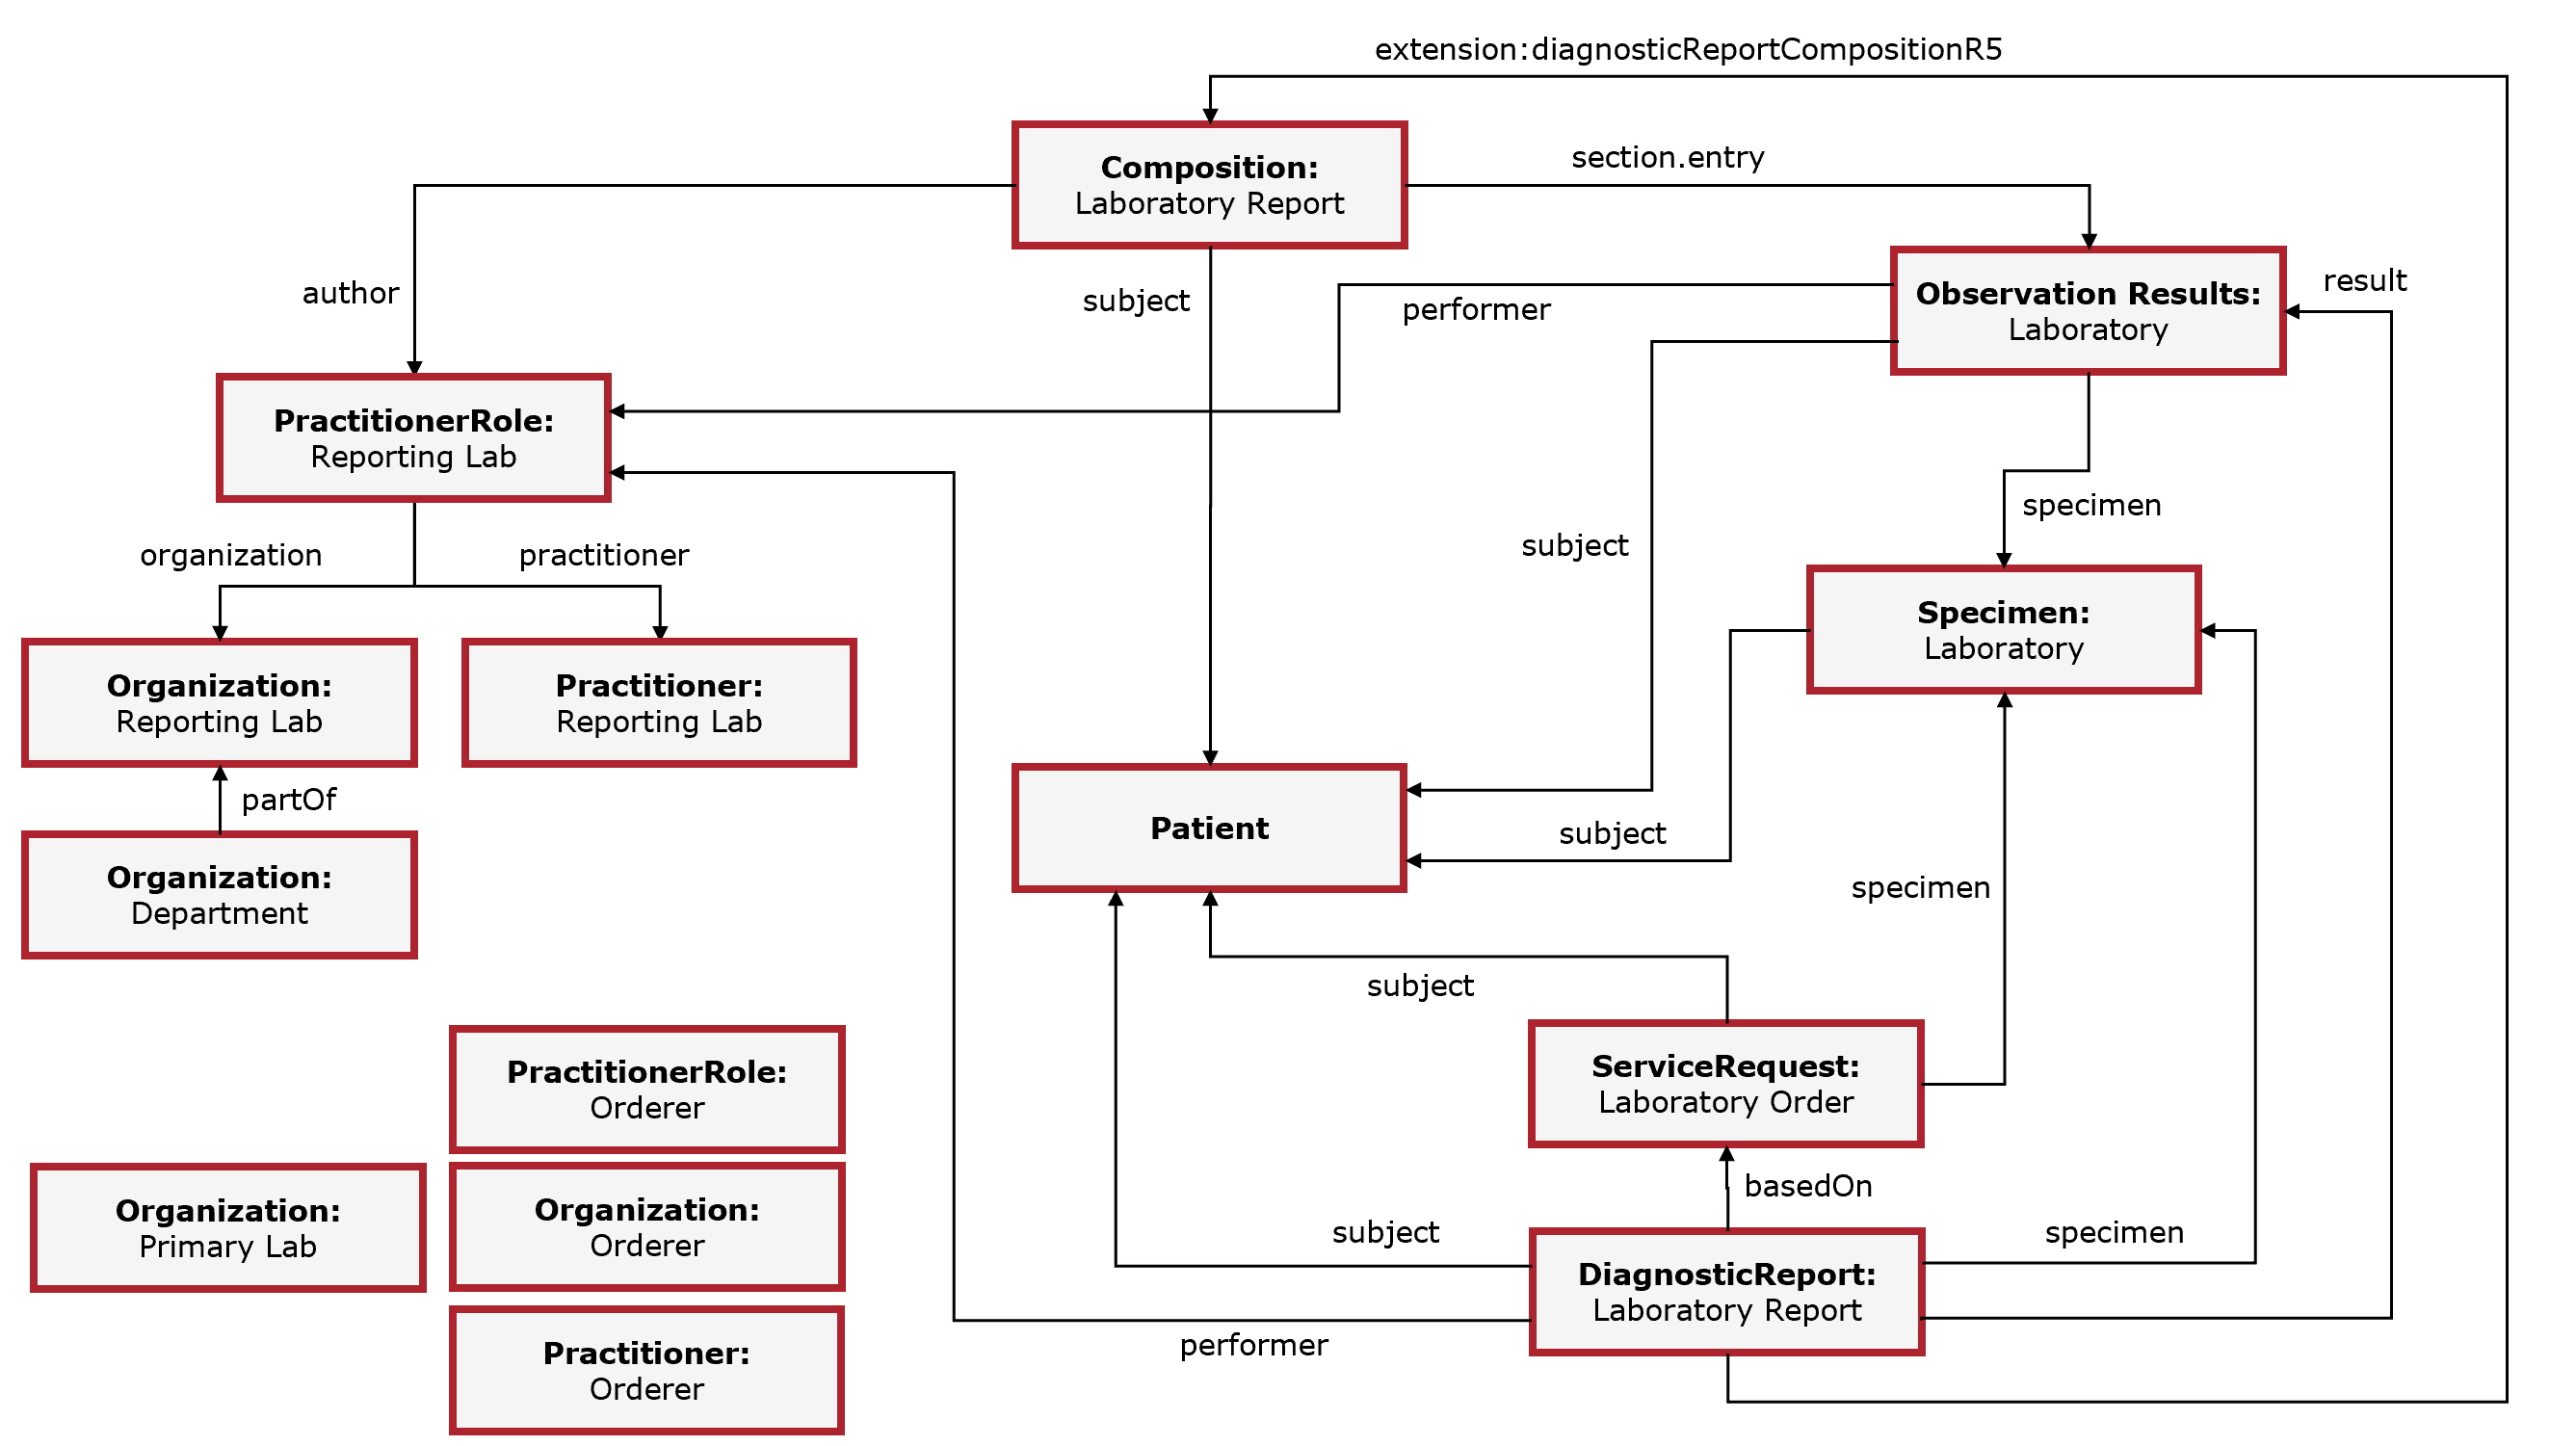 extension:diagnosticReportCompositionR5
Composition:
Laboratory Report
section.entry
author
subject
performer
Observation Results:
Laboratory
result
PractitionerRole:
Reporting Lab
organization
practitioner
subject
specimen
Organization:
Reporting Lab
Practitioner:
Reporting Lab
Specimen:
Laboratory
partOf
Patient
subject
Organization:
Department
specimen
subject
PractitionerRole:
Orderer
ServiceRequest:
Laboratory Order
Organization:
Primary Lab
Organization:
Orderer
basedOn
subject
specimen
DiagnosticReport:
Laboratory Report
performer
Practitioner:
Orderer